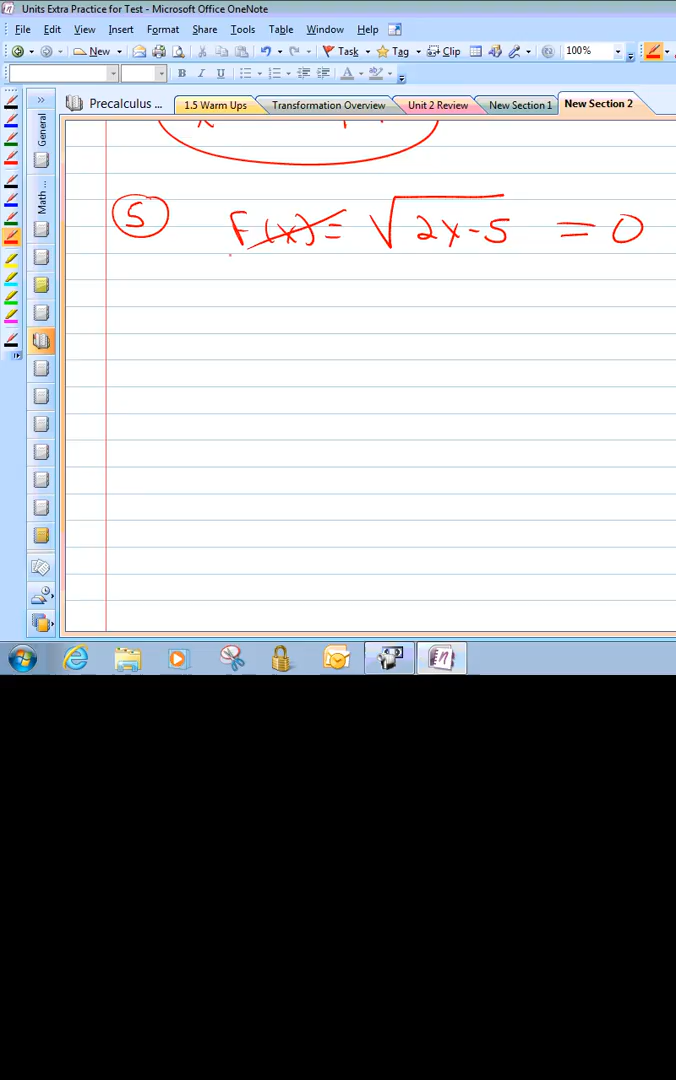 Units Extra Practice for Test - Microsoft Office OneNote
File Edit View Insert Format Share Tools Table Window Help
New Task Tag Clip 100%
B I U A ab
Precalculus ... 1.5 Warm Ups Transformation Overview Unit 2 Review New Section 1 New Section 2
General
Math ...
5 F(x) = √2x-5 = 0